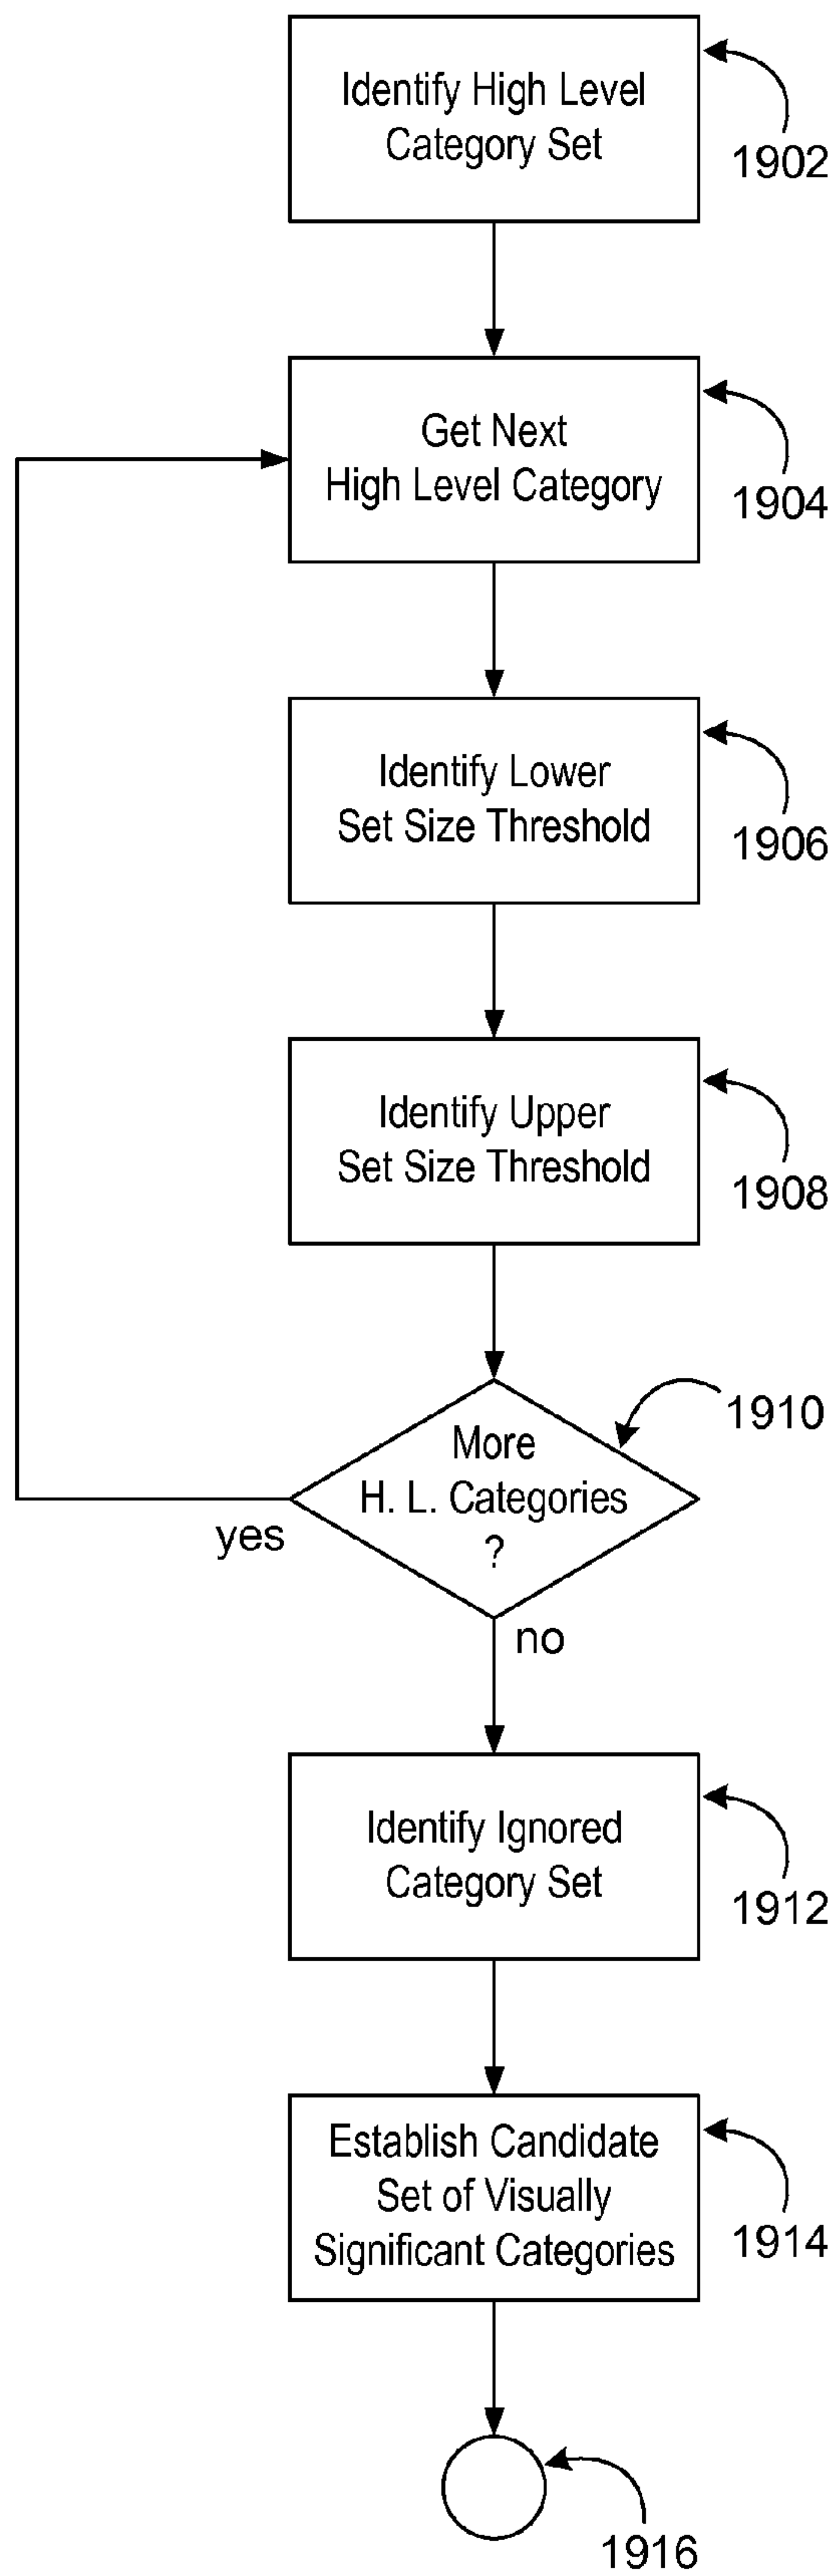 Identify High Level
Category Set
1902
Get Next
High Level Category
1904
Identify Lower
Set Size Threshold
1906
Identify Upper
Set Size Threshold
1908
More
H. L. Categories
?
1910
yes
no
Identify Ignored
Category Set
1912
Establish Candidate
Set of Visually
Significant Categories
1914
1916